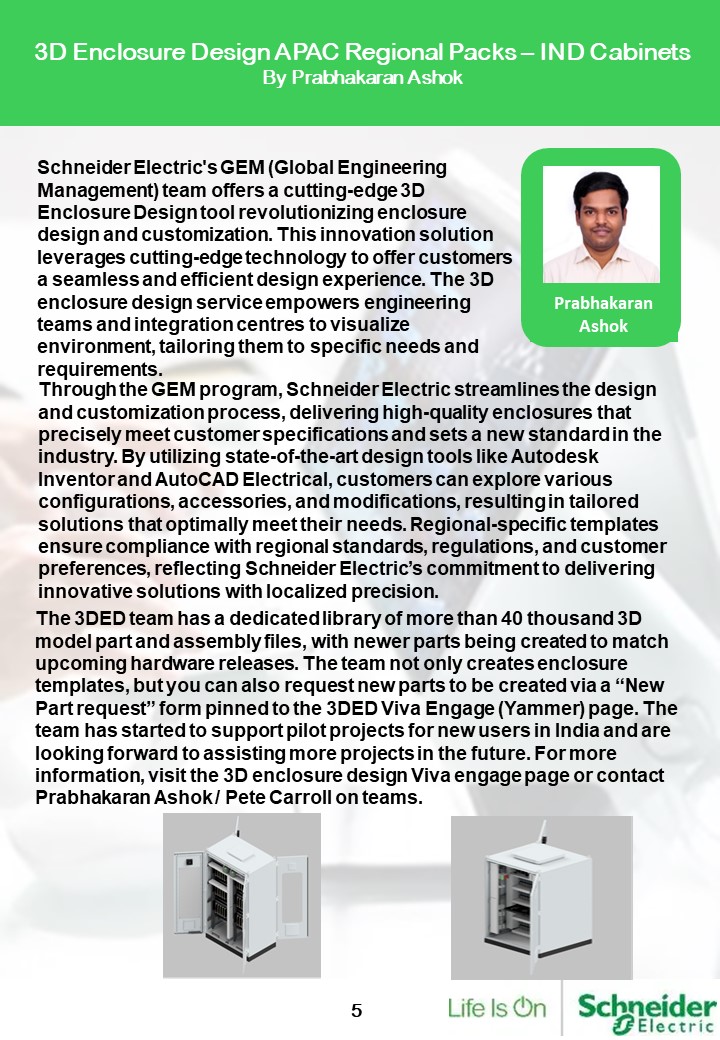 3D Enclosure Design APAC Regional Packs – IND Cabinets
By Prabhakaran Ashok
Schneider Electric's GEM (Global Engineering
Management) team offers a cutting-edge 3D
Enclosure Design tool revolutionizing enclosure
design and customization. This innovation solution
leverages cutting-edge technology to offer customers
a seamless and efficient design experience. The 3D
enclosure design service empowers engineering
teams and integration centres to visualize
environment, tailoring them to specific needs and
requirements.
Prabhakaran
Ashok
Through the GEM program, Schneider Electric streamlines the design
and customization process, delivering high-quality enclosures that
precisely meet customer specifications and sets a new standard in the
industry. By utilizing state-of-the-art design tools like Autodesk
Inventor and AutoCAD Electrical, customers can explore various
configurations, accessories, and modifications, resulting in tailored
solutions that optimally meet their needs. Regional-specific templates
ensure compliance with regional standards, regulations, and customer
preferences, reflecting Schneider Electric’s commitment to delivering
innovative solutions with localized precision.
The 3DED team has a dedicated library of more than 40 thousand 3D
model part and assembly files, with newer parts being created to match
upcoming hardware releases. The team not only creates enclosure
templates, but you can also request new parts to be created via a “New
Part request” form pinned to the 3DED Viva Engage (Yammer) page. The
team has started to support pilot projects for new users in India and are
looking forward to assisting more projects in the future. For more
information, visit the 3D enclosure design Viva engage page or contact
Prabhakaran Ashok / Pete Carroll on teams.
5
Life Is On
Schneider
Electric